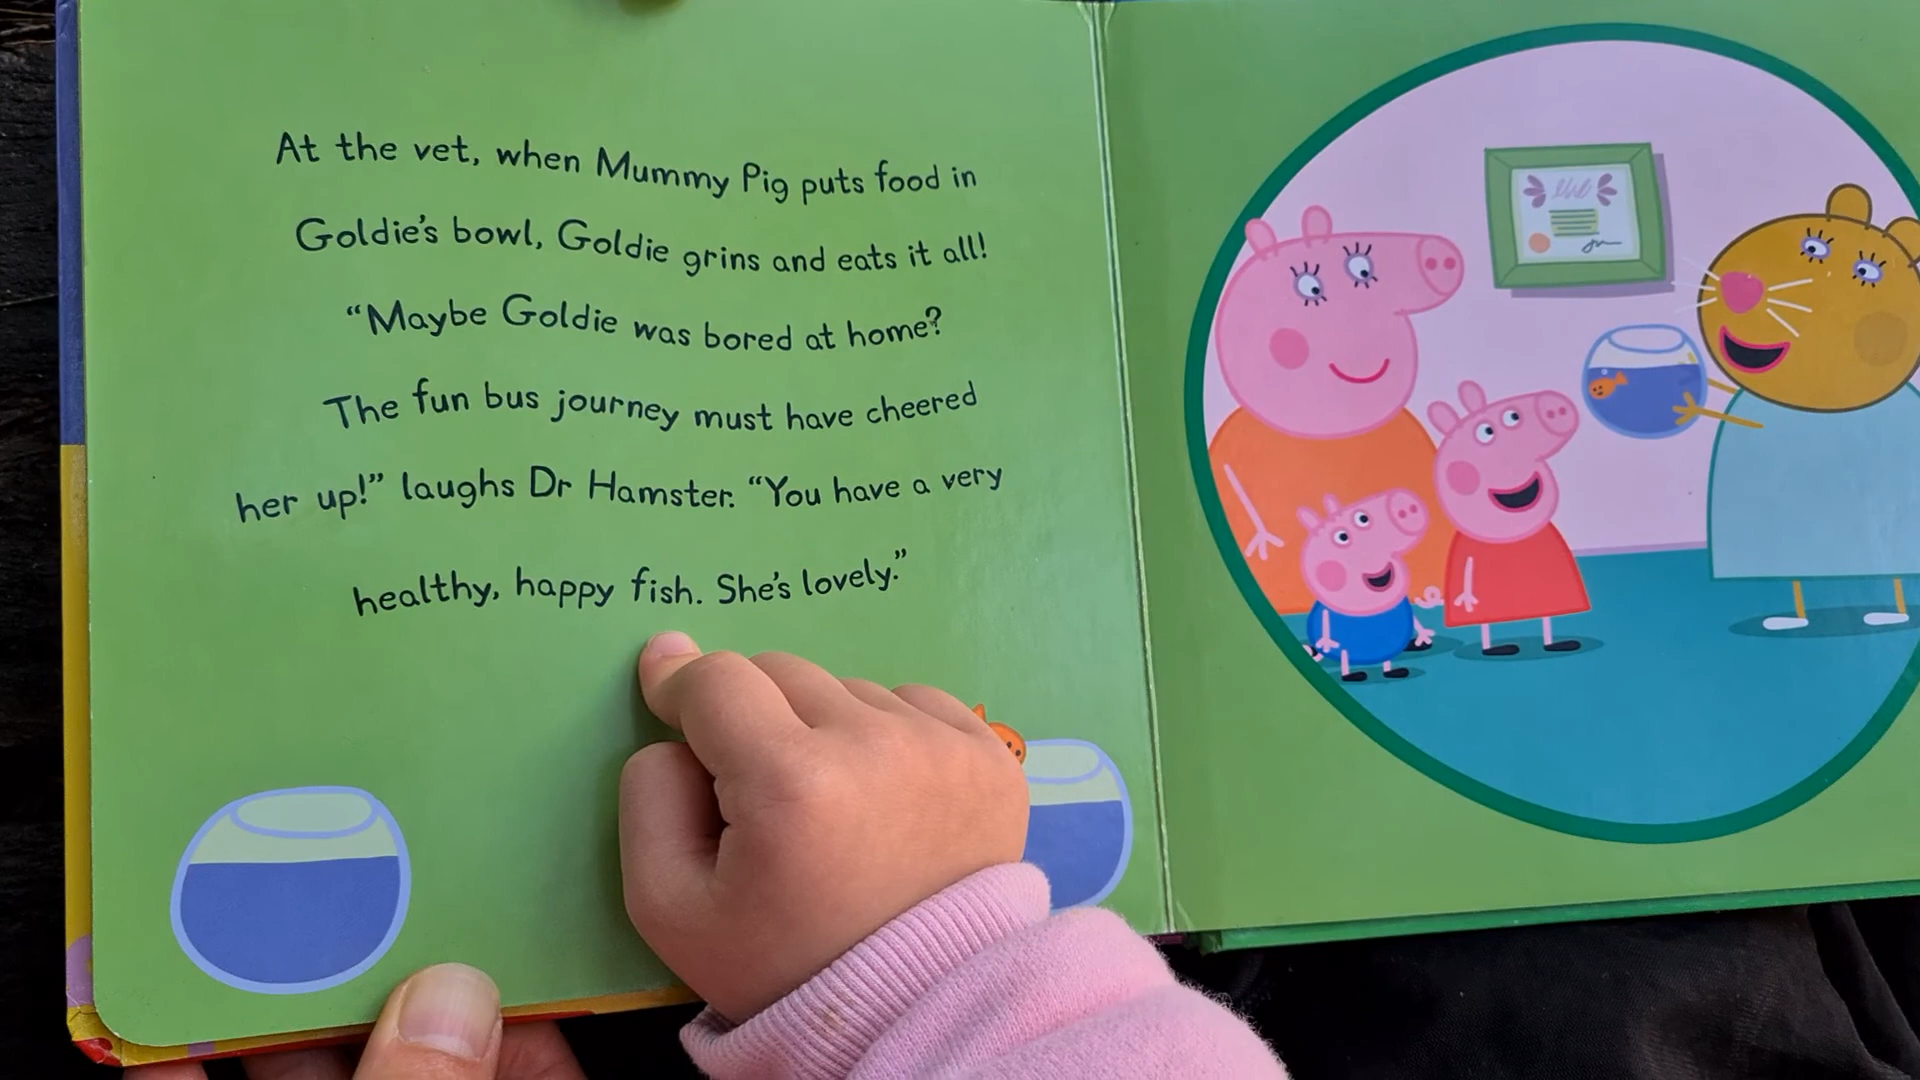 At the vet, when Mummy Pig puts food in
Goldie's bowl, Goldie grins and eats it all!
“Maybe Goldie was bored at home?
The fun bus journey must have cheered
her up!” laughs Dr Hamster. “You have a very
healthy, happy fish. She's lovely.”